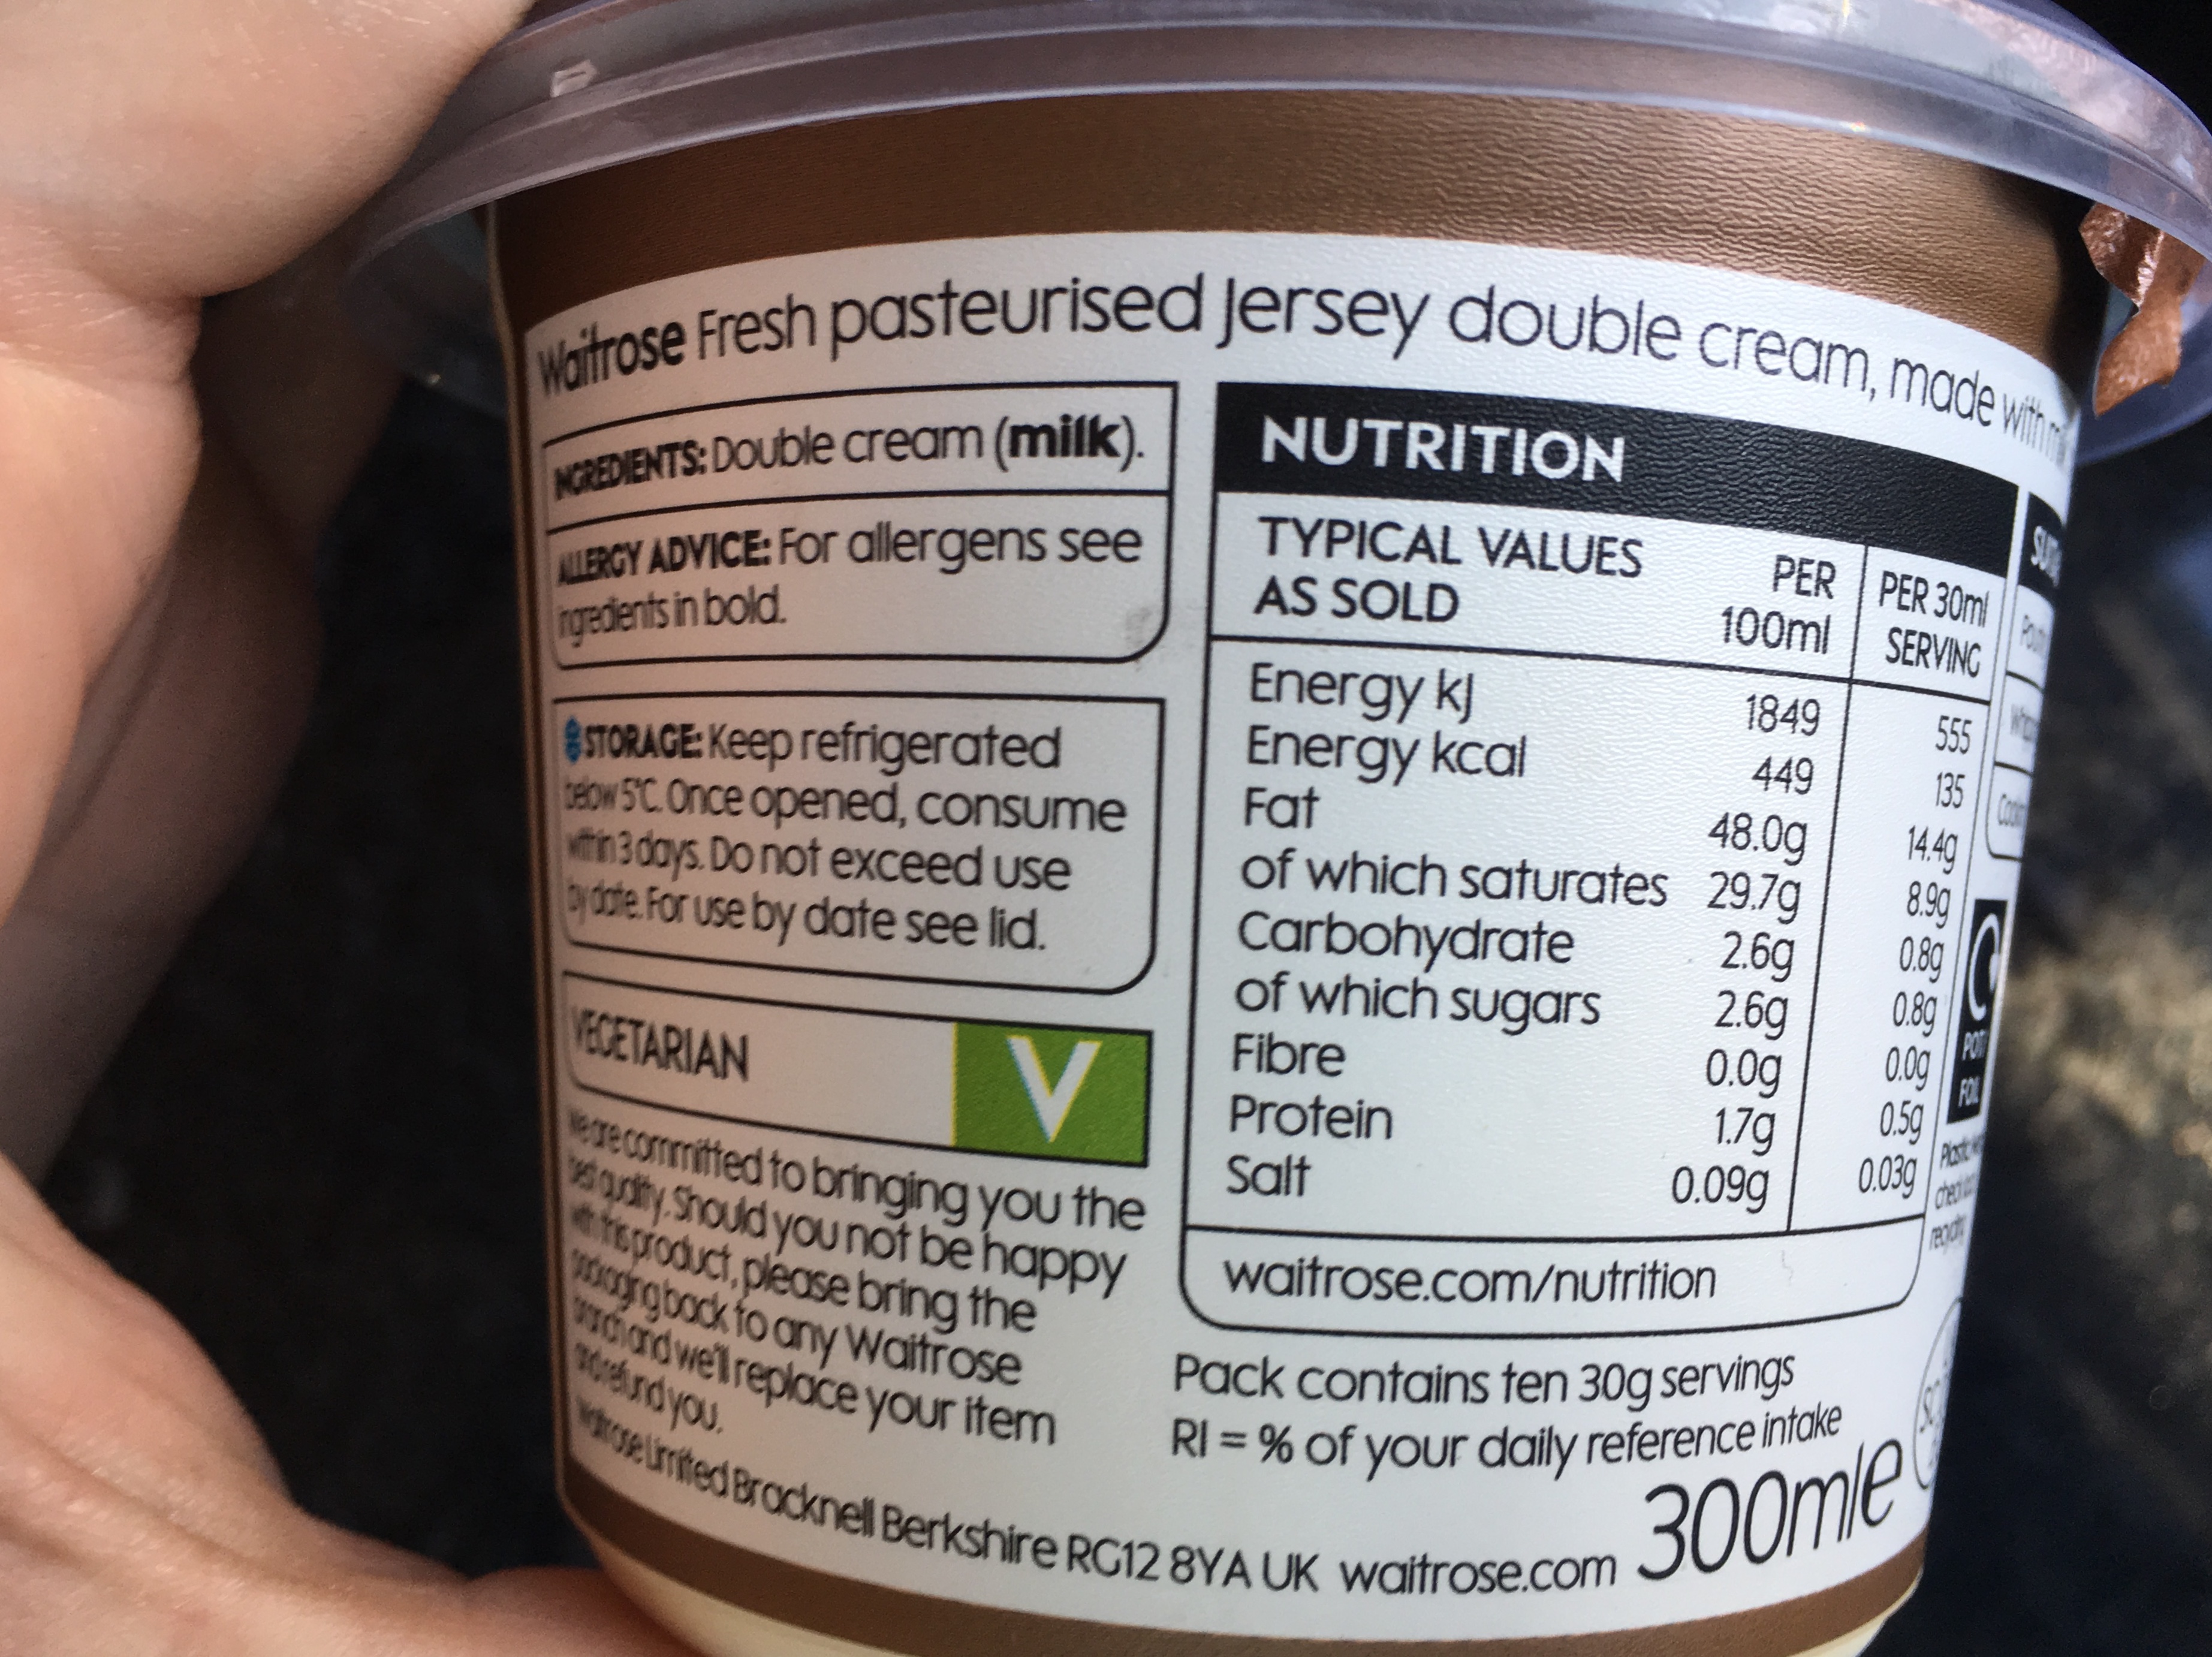 Waitrose Fresh pasteurised Jersey double cream, made with
INGREDIENTS: Double cream (milk).
ALLERGY ADVICE: For allergens see
ingredients in bold.
STORAGE: Keep refrigerated
below 5°C. Once opened, consume
within 3 days. Do not exceed use
by date. For use by date see lid.
VEGETARIAN V
We are committed to bringing you the
best quality. Should you not be happy
with this product, please bring the
packaging back to any Waitrose
branch and we'll replace your item
and refund you.
Waitrose Limited Bracknell Berkshire RG12 8YA UK waitrose.com
NUTRITION
TYPICAL VALUES AS SOLD PER 100ml PER 30ml SERVING
Energy kJ 1849 555
Energy kcal 449 135
Fat 48.0g 14.4g
of which saturates 29.7g 8.9g
Carbohydrate 2.6g 0.8g
of which sugars 2.6g 0.8g
Fibre 0.0g 0.0g
Protein 1.7g 0.5g
Salt 0.09g 0.03g
waitrose.com/nutrition
Pack contains ten 30g servings
RI = % of your daily reference intake
300ml℮
POT
FOIL